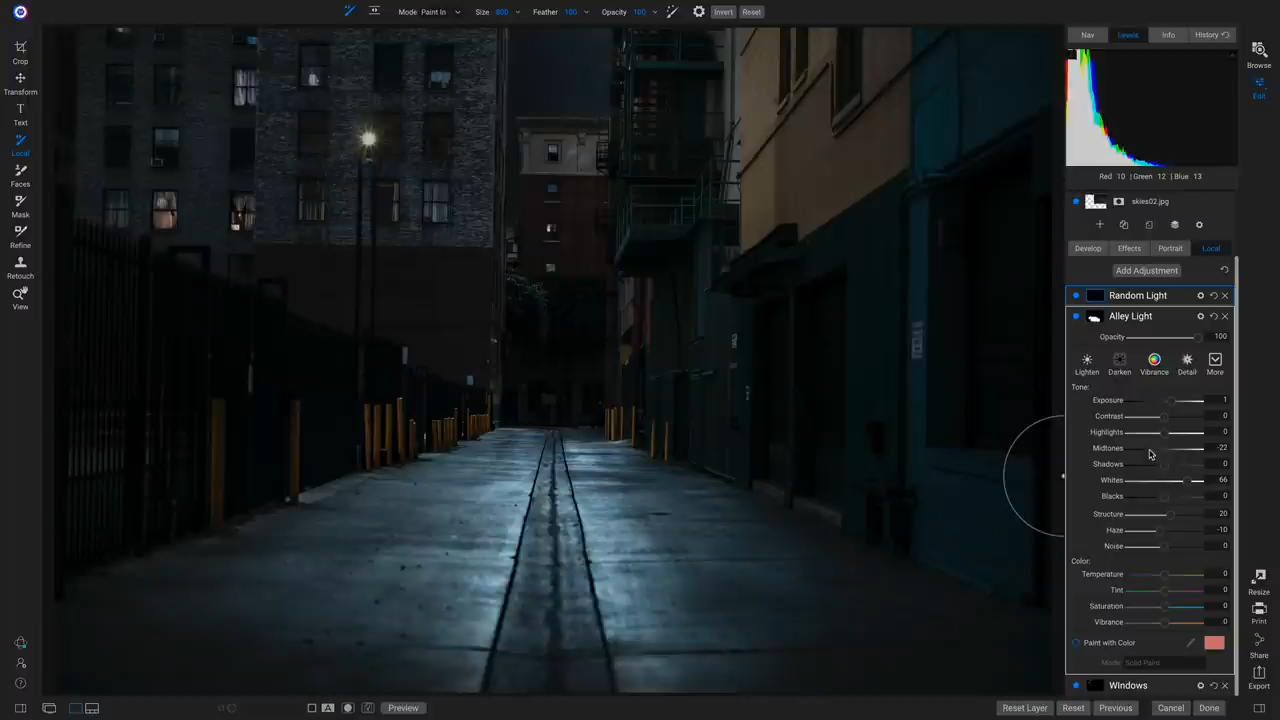 Mode Paint In Size 800 Feather 100 Opacity 100 Invert Reset
Crop
Transform
Text
Local
Faces
Mask
Refine
Retouch
View
Nav Levels Info History
Red 10 | Green 12 | Blue 13
skies02.jpg
Develop Effects Portrait Local
Add Adjustment
Random Light
Alley Light
Opacity 100
Lighten Darken Vibrance Detail More
Tone:
Exposure 1
Contrast 0
Highlights 0
Midtones -22
Shadows 0
Whites 66
Blacks 0
Structure 20
Haze -10
Noise 0
Color:
Temperature 0
Tint 0
Saturation 0
Vibrance 0
Paint with Color
Mode Solid Paint
WIndows
Browse
Edit
Resize
Print
Share
Export
A Preview
Reset Layer Reset Previous Cancel Done